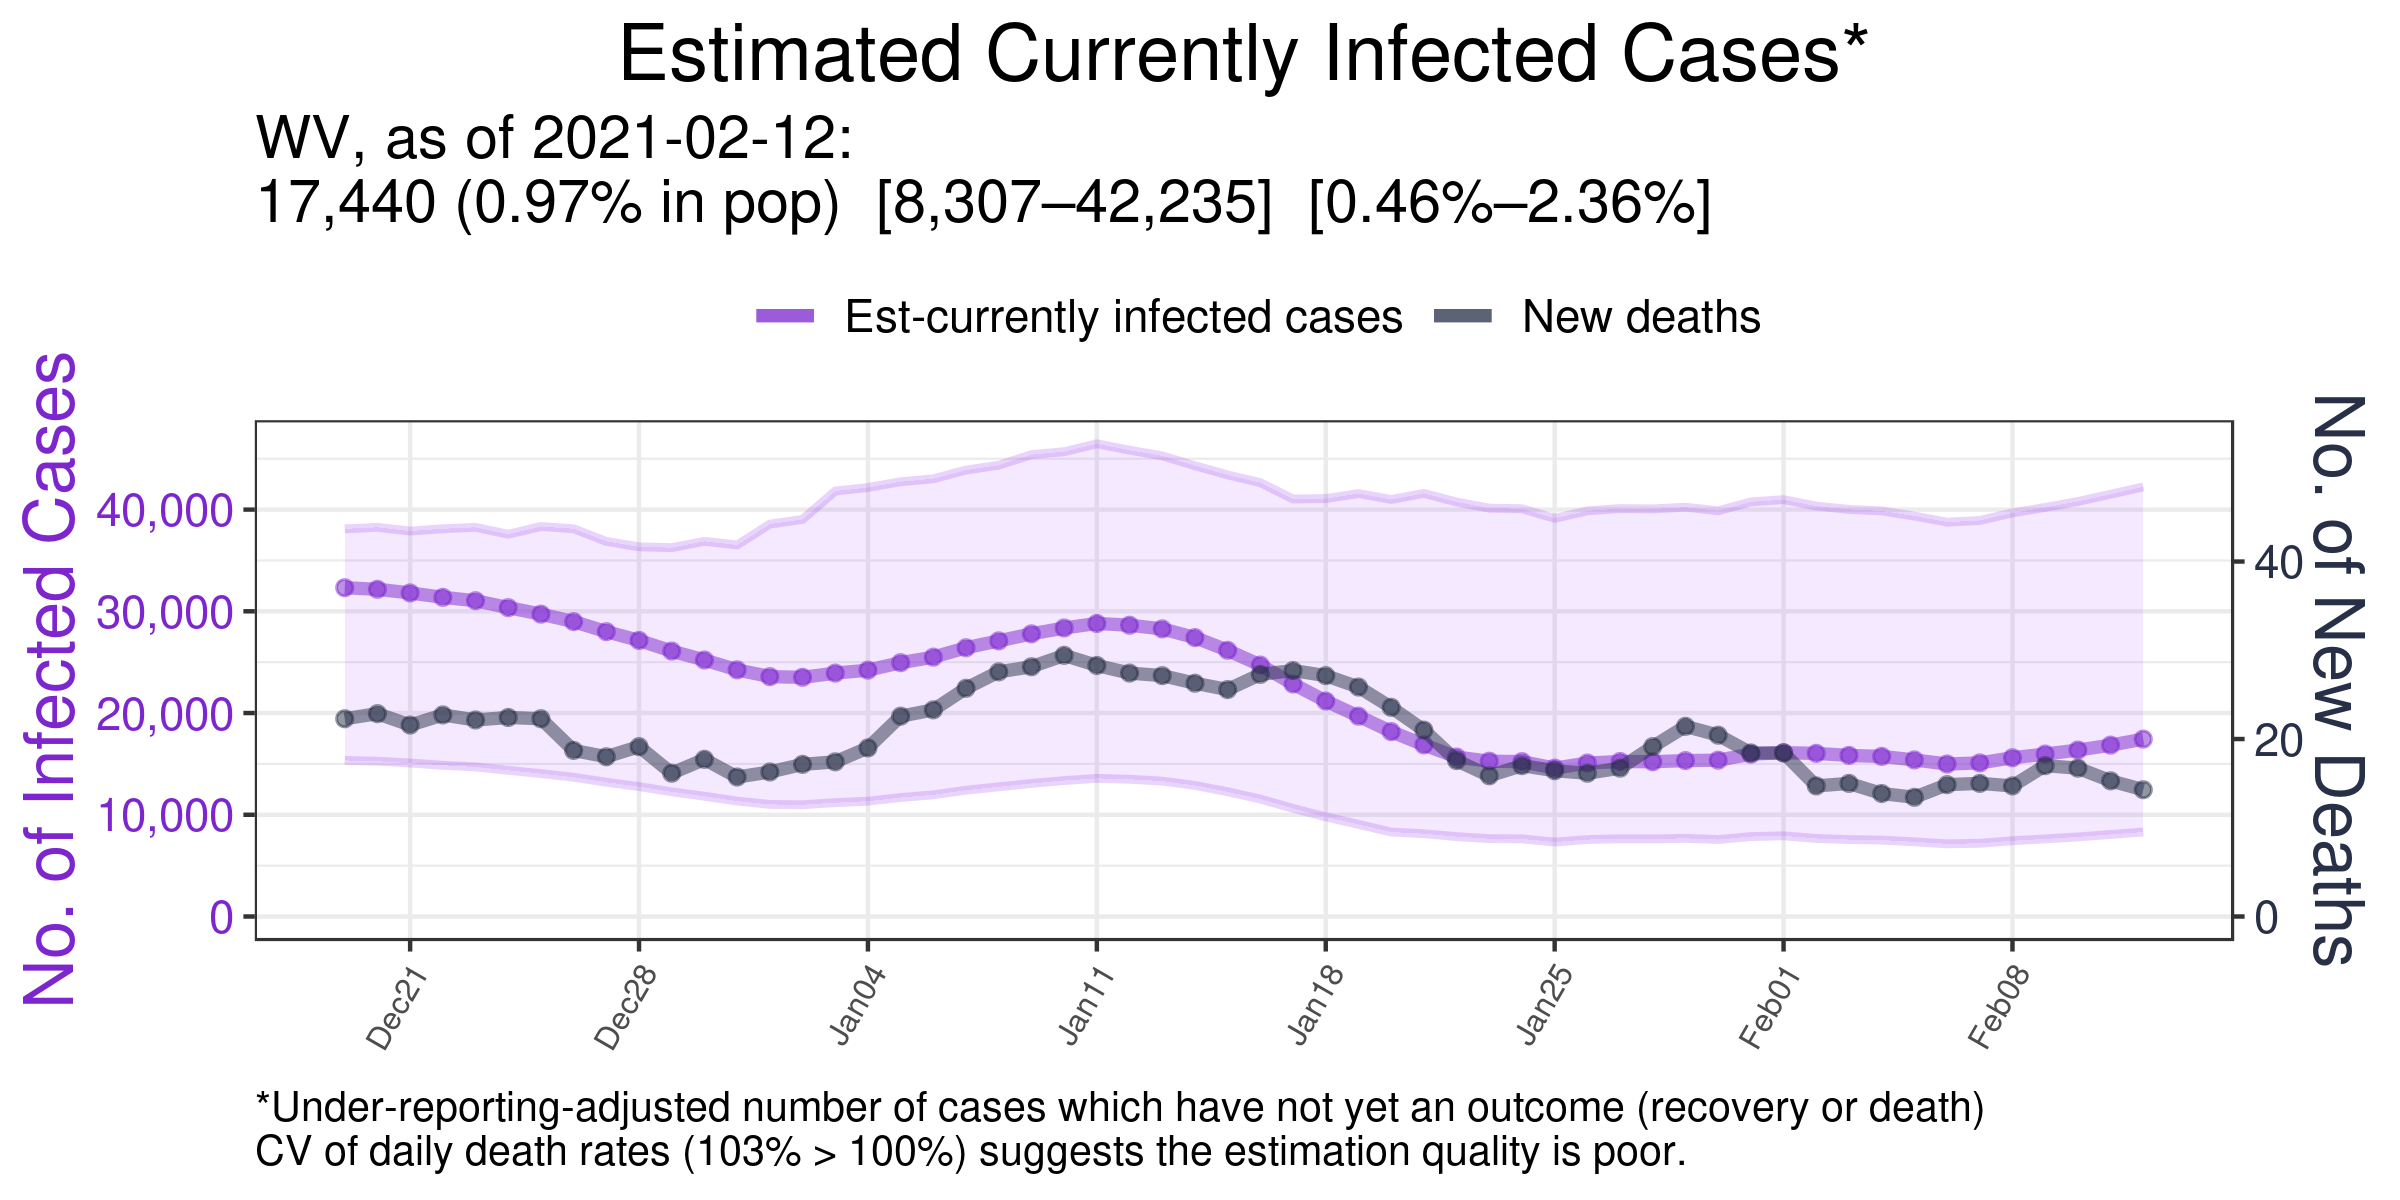 Estimated Currently Infected Cases*
WV, as of 2021-02-12:
17,440 (0.97% in pop)  [8,307–42,235]  [0.46%–2.36%]
Est-currently infected cases
New deaths
No. of Infected Cases
40,000
30,000
20,000
10,000
0
40
20
0
No. of New Deaths
Dec21
Dec28
Jan04
Jan11
Jan18
Jan25
Feb01
Feb08
*Under-reporting-adjusted number of cases which have not yet an outcome (recovery or death)
CV of daily death rates (103% > 100%) suggests the estimation quality is poor.